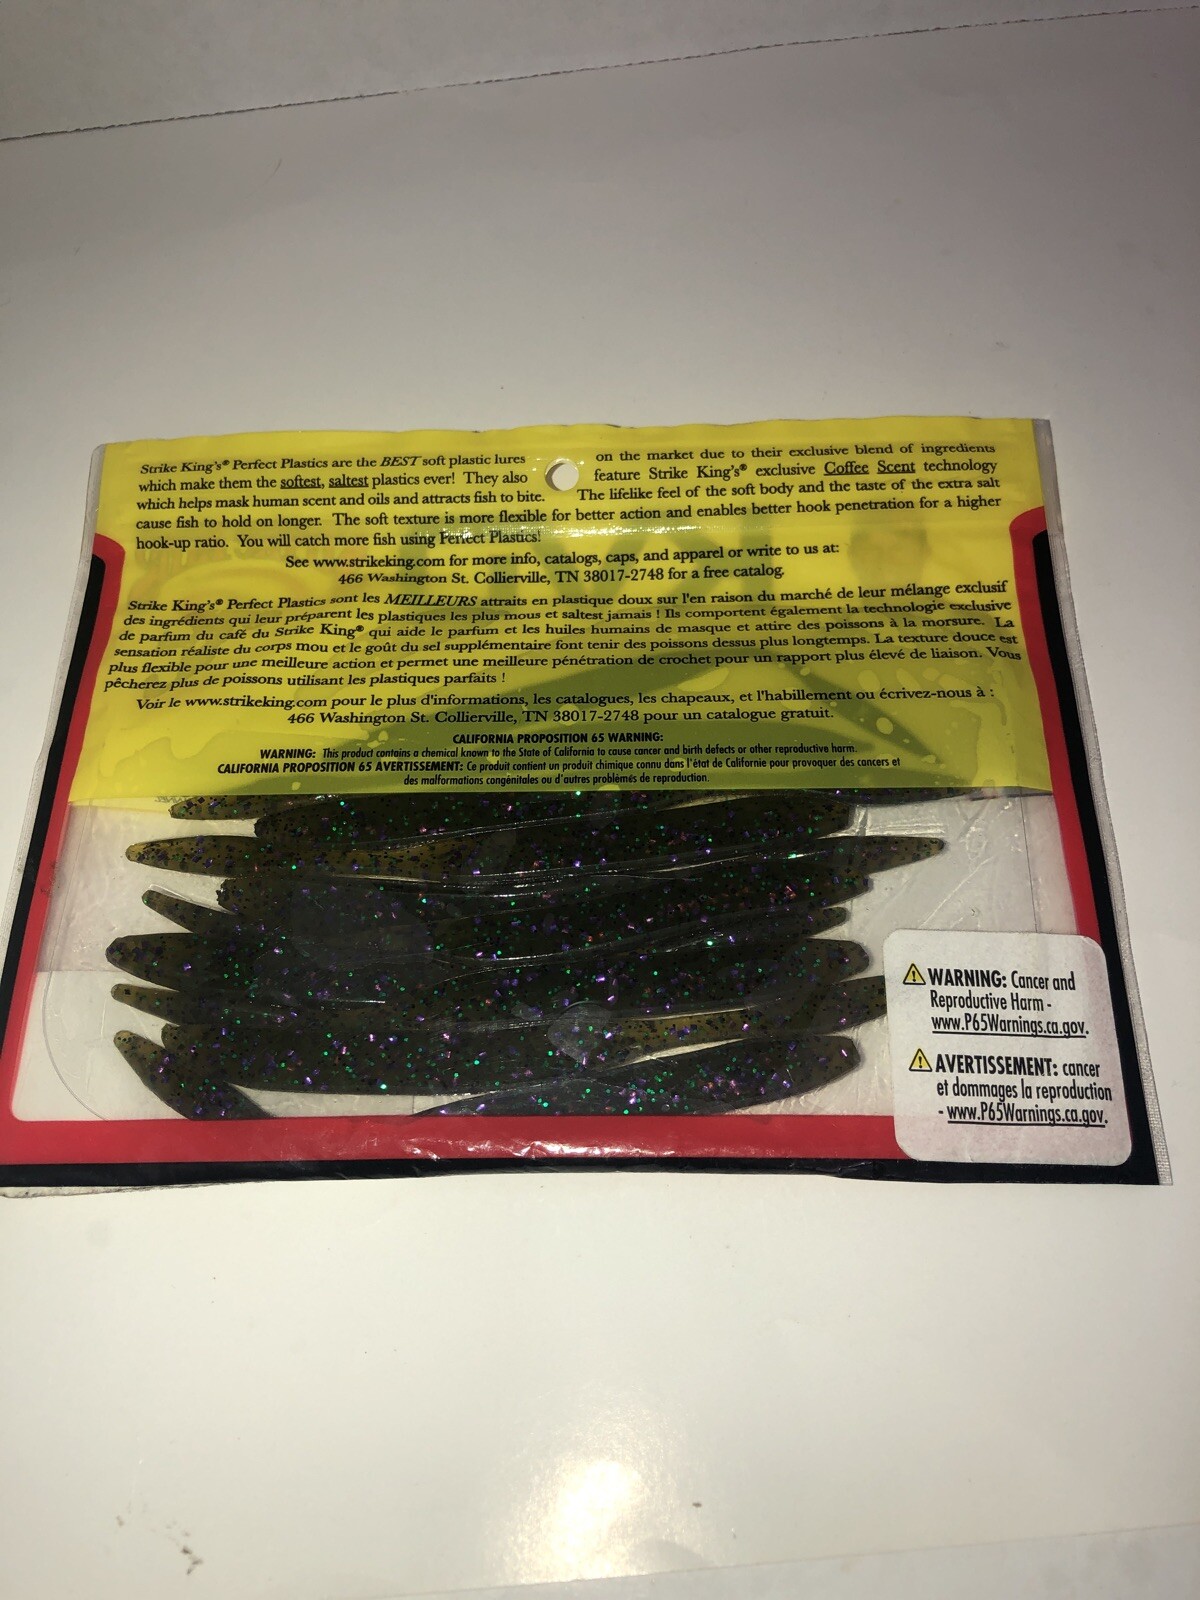 Strike King's® Perfect Plastics are the BEST soft plastic lures on the market due to their exclusive blend of ingredients
which make them the softest, saltest plastics ever! They also feature Strike King's® exclusive Coffee Scent technology
which helps mask human scent and oils and attracts fish to bite. The lifelike feel of the soft body and the taste of the extra salt
cause fish to hold on longer. The soft texture is more flexible for better action and enables better hook penetration for a higher
hook-up ratio. You will catch more fish using Perfect Plastics!
See www.strikeking.com for more info, catalogs, caps, and apparel or write to us at:
466 Washington St. Collierville, TN 38017-2748 for a free catalog.
Strike King's® Perfect Plastics sont les MEILLEURS attraits en plastique doux sur l'en raison du marché de leur mélange exclusif
des ingrédients qui leur préparent les plastiques les plus mous et saltest jamais ! Ils comportent également la technologie exclusive
de parfum du café du Strike King® qui aide le parfum et les huiles humains de masque et attire des poissons à la morsure. La
sensation réaliste du corps mou et le goût du sel supplémentaire font tenir des poissons dessus plus longtemps. La texture douce est
plus flexible pour une meilleure action et permet une meilleure pénétration de crochet pour un rapport plus élevé de liaison. Vous
pêcherez plus de poissons utilisant les plastiques parfaits !
Voir le www.strikeking.com pour le plus d'informations, les catalogues, les chapeaux, et l'habillement ou écrivez-nous à :
466 Washington St. Collierville, TN 38017-2748 pour un catalogue gratuit.
CALIFORNIA PROPOSITION 65 WARNING:
WARNING: This product contains a chemical known to the State of California to cause cancer and birth defects or other reproductive harm.
CALIFORNIA PROPOSITION 65 AVERTISSEMENT: Ce produit contient un produit chimique connu dans l'état de Californie pour provoquer des cancers et
des malformations congénitales ou d'autres problèmes de reproduction.
WARNING: Cancer and
Reproductive Harm -
www.P65Warnings.ca.gov.
AVERTISSEMENT: cancer
et dommages la reproduction
- www.P65Warnings.ca.gov.